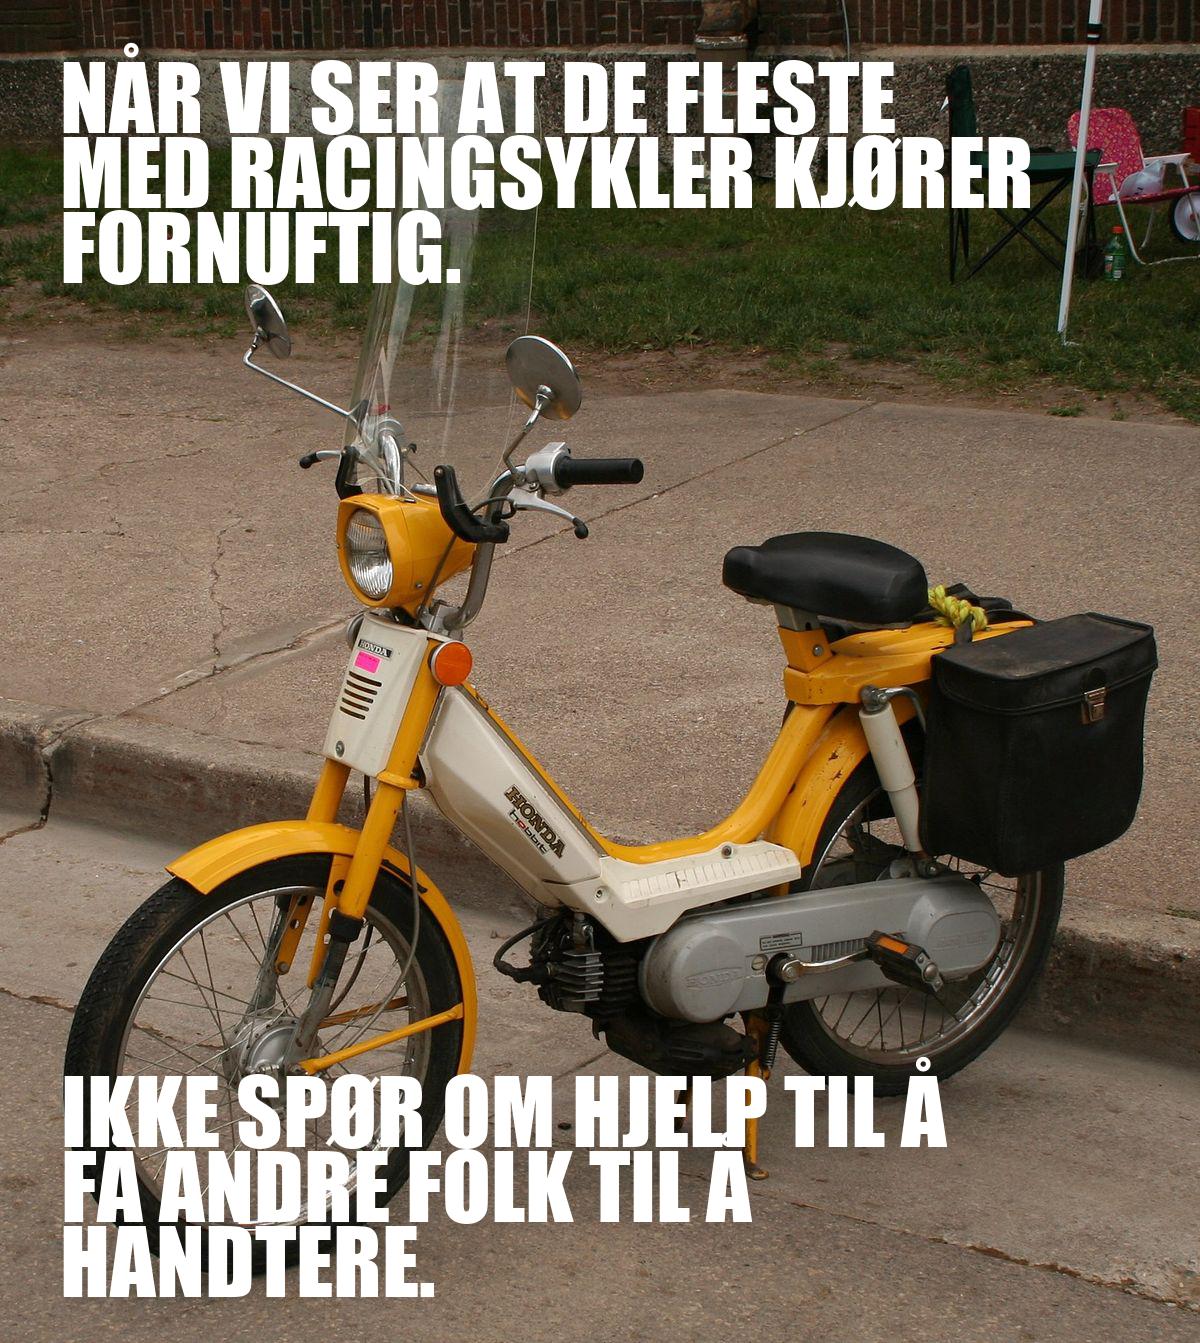 NÅR VI SER AT DE FLESTE
MED RACINGSYKLER KJØRER
FORNUFTIG.
HONDA
HONDA
hobbit
HONDA
IKKE SPØR OM HJELP TIL Å
FÅ ANDRE FOLK TIL Å
HÅNDTERE.